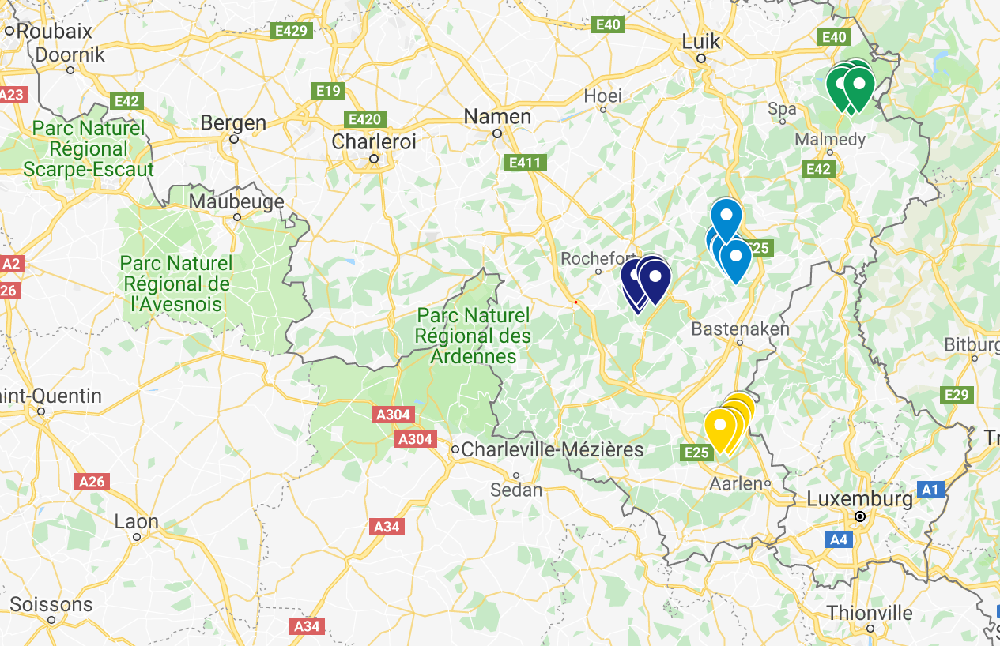 Roubaix
E429
E40
Luik
E40
Doornik
A23
E42
E19
Hoei
Spa
Parc Naturel
Régional
Scarpe-Escaut
Bergen
E420
Charleroi
Namen
Malmedy
E411
E42
Maubeuge
A2
26
Parc Naturel
Régional de
l'Avesnois
Rochefort
E25
Parc Naturel
Régional des
Ardennes
Bastenaken
Bitburg
aint-Quentin
E29
A304
A304
Charleville-Mézières
E25
Tr
A26
Sedan
Aarlen
A1
Luxemburg
Laon
A34
A4
Soissons
A34
Thionville